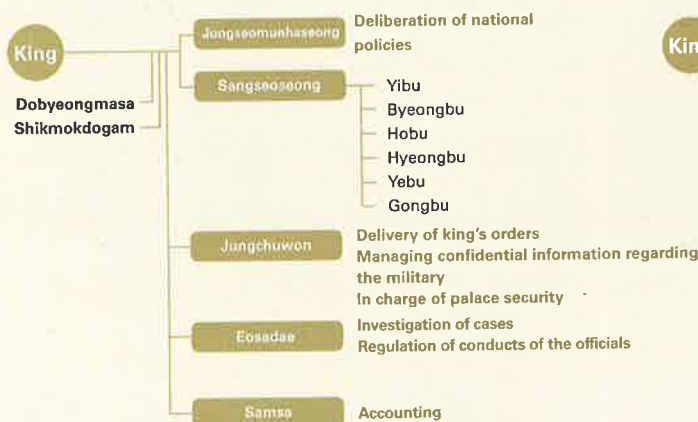 King
Dobyeongmasa
Shikmokdogam
Jungseomunhaseong
Deliberation of national
policies
Sangseoseong
Yibu
Byeongbu
Hobu
Hyeongbu
Yebu
Gongbu
Jungchuwon
Delivery of king's orders
Managing confidential information regarding
the military
In charge of palace security
Eosadae
Investigation of cases
Regulation of conducts of the officials
Samsa
Accounting
Kin